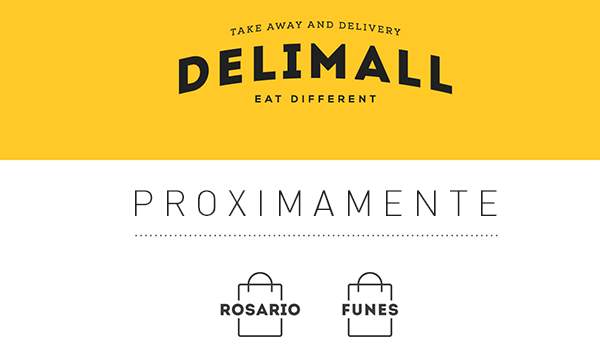 TAKE AWAY AND DELIVERY
DELIMALL
EAT DIFFERENT
PROXIMAMENTE
ROSARIO FUNES